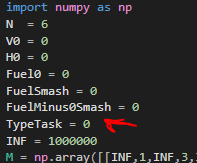 import numpy as np
N = 6
V0 = 0
H0 = 0
Fuel0 = 0
FuelSmash = 0
FuelMinus0Smash = 0
TypeTask = 0
INF = 1000000
M = np.array([[INF,1,INF,3,